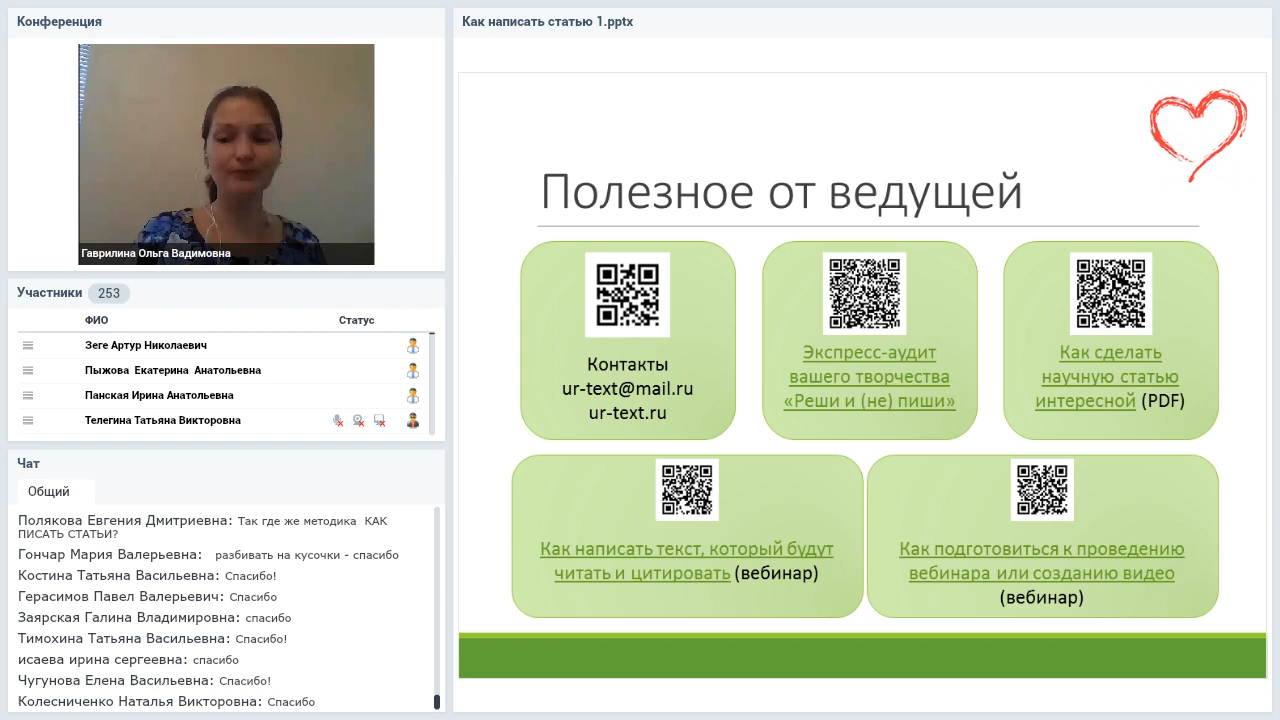 Конференция
Гаврилина Ольга Вадимовна
Участники 253
ФИО Статус
Зеге Артур Николаевич
Пыжова Екатерина Анатольевна
Панская Ирина Анатольевна
Телегина Татьяна Викторовна
Чат
Общий
Полякова Евгения Дмитриевна: Так где же методика КАК
ПИСАТЬ СТАТЬИ?
Гончар Мария Валерьевна: разбивать на кусочки - спасибо
Костина Татьяна Васильевна: Спасибо!
Герасимов Павел Валерьевич: Спасибо
Заярская Галина Владимировна: спасибо
Тимохина Татьяна Васильевна: Спасибо!
исаева ирина сергеевна: спасибо
Чугунова Елена Васильевна: Спасибо!
Колесниченко Наталья Викторовна: Спасибо
Как написать статью 1.pptx
Полезное от ведущей
Контакты
ur-text@mail.ru
ur-text.ru
Экспресс-аудит
вашего творчества
«Реши и (не) пиши»
Как сделать
научную статью
интересной (PDF)
Как написать текст, который будут
читать и цитировать (вебинар)
Как подготовиться к проведению
вебинара или созданию видео
(вебинар)